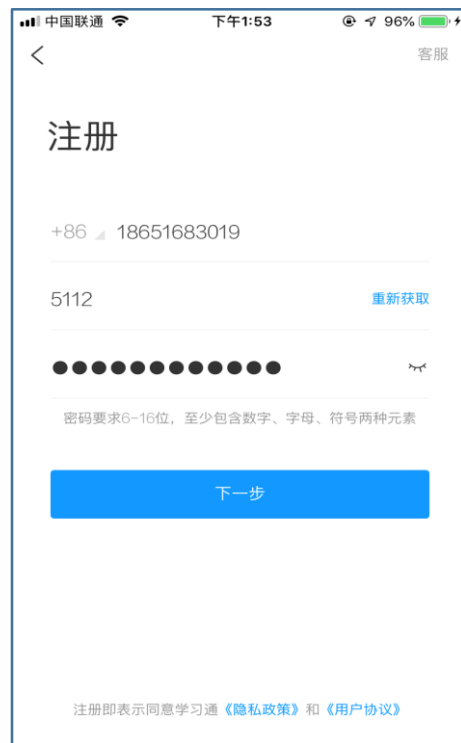 中国联通 下午1:53 96%
客服
注册
+86 18651683019
5112 重新获取
密码要求6-16位，至少包含数字、字母、符号两种元素
下一步
注册即表示同意学习通《隐私政策》和《用户协议》